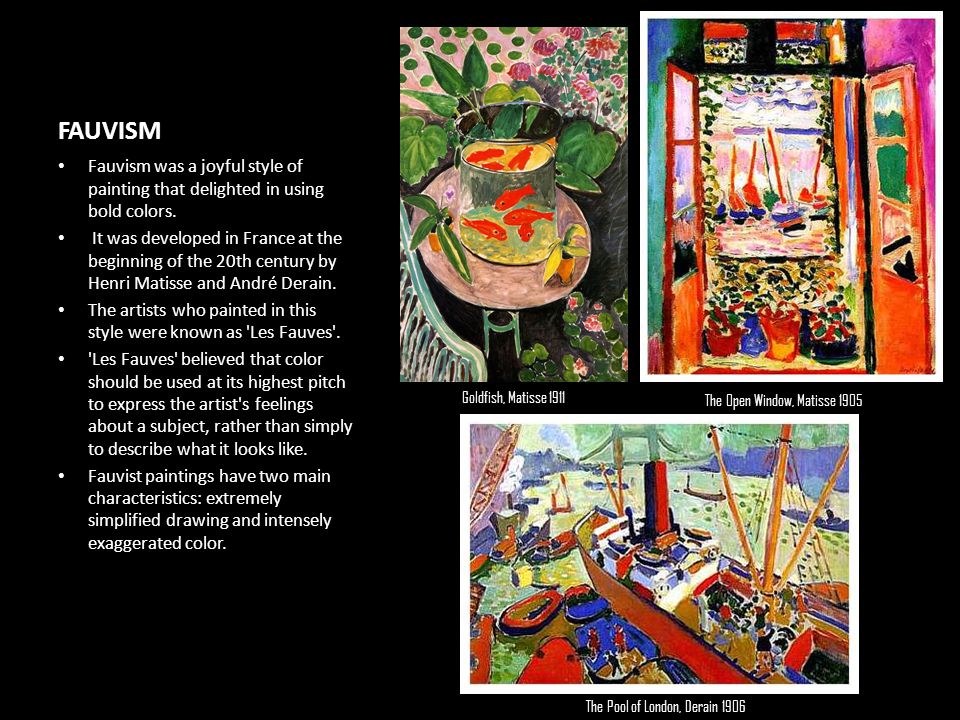 FAUVISM
• Fauvism was a joyful style of
painting that delighted in using
bold colors.
• It was developed in France at the
beginning of the 20th century by
Henri Matisse and André Derain.
• The artists who painted in this
style were known as 'Les Fauves'.
• 'Les Fauves' believed that color
should be used at its highest pitch
to express the artist's feelings
about a subject, rather than simply
to describe what it looks like.
• Fauvist paintings have two main
characteristics: extremely
simplified drawing and intensely
exaggerated color.
Goldfish, Matisse 1911
The Open Window, Matisse 1905
The Pool of London, Derain 1906